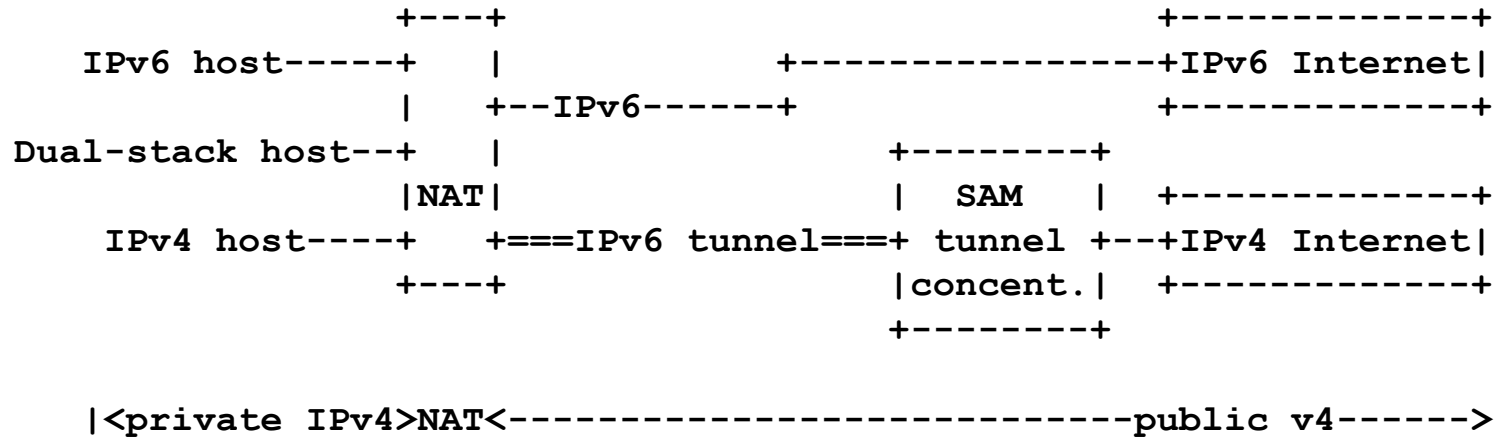 +---+                              +-------------+
   IPv6 host-----+   |           +----------------+IPv6 Internet|
                 |   +--IPv6------+                +-------------+
Dual-stack host--+   |                +--------+
                 |NAT|                |  SAM   |  +-------------+
    IPv4 host----+   +===IPv6 tunnel===+ tunnel +--+IPv4 Internet|
                 +---+                |concent.|  +-------------+
                                      +--------+
   |<private IPv4>NAT<----------------------------public v4------>